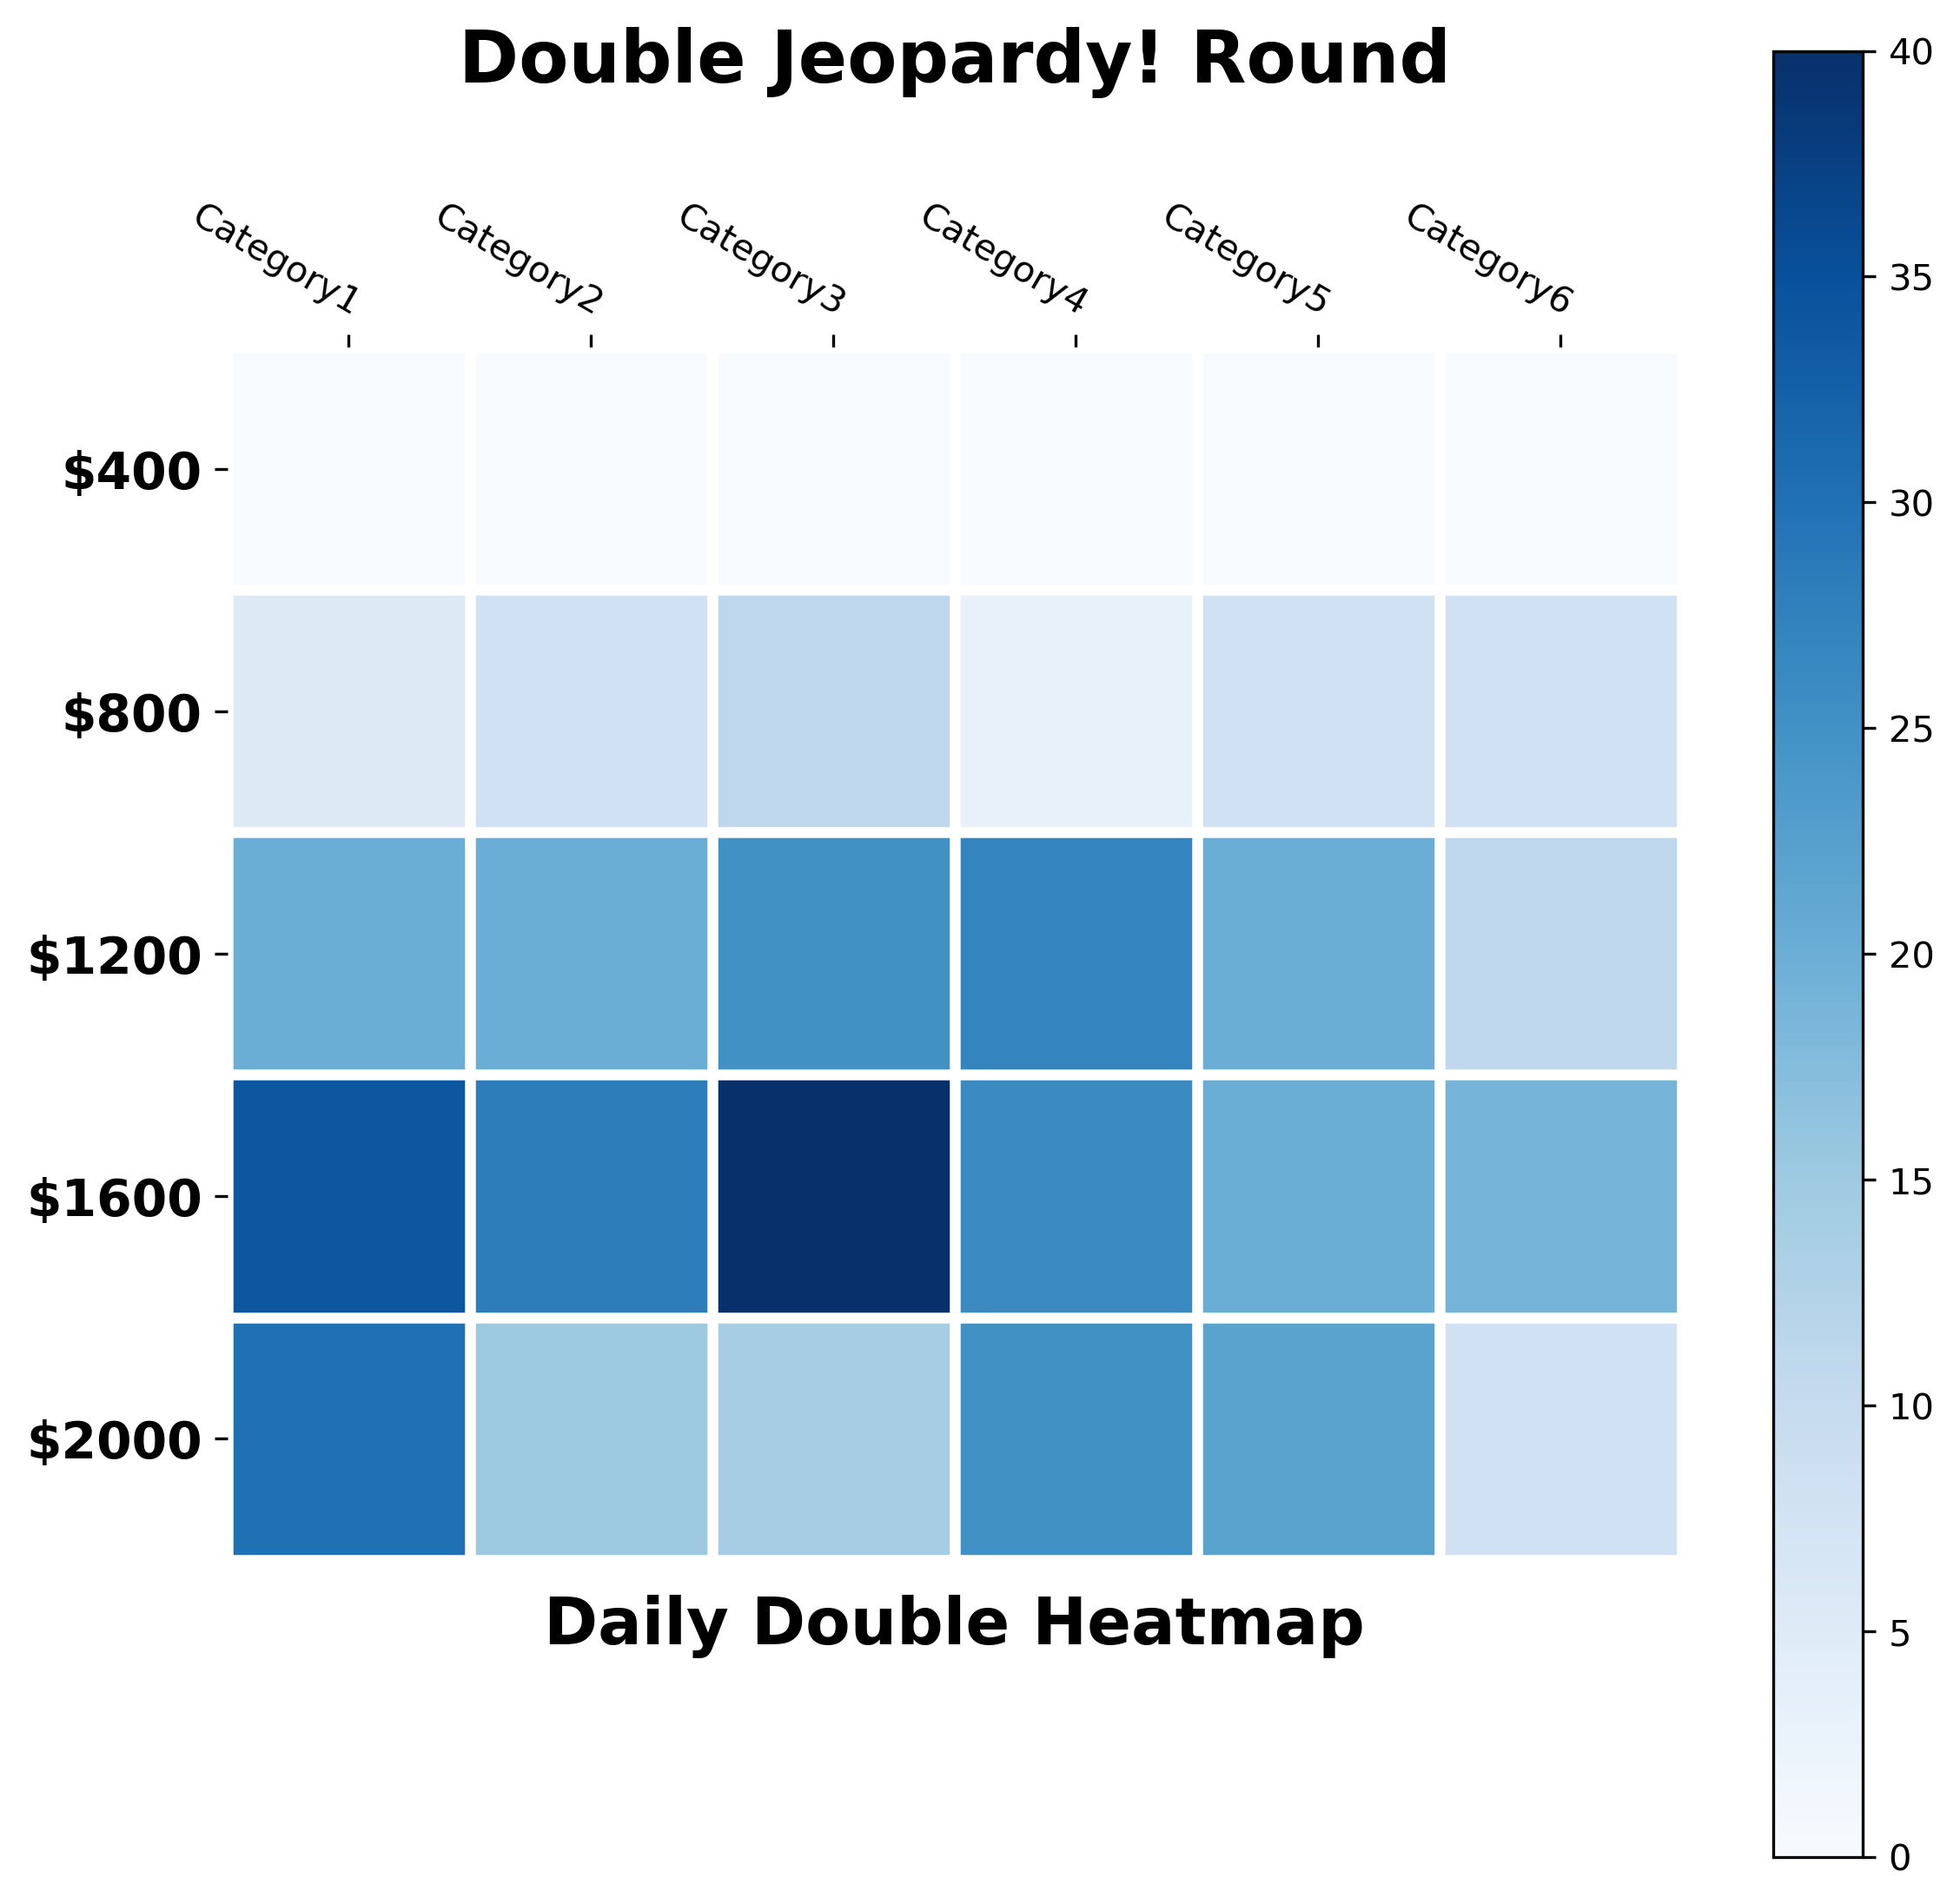 Double Jeopardy! Round
Category1
Category2
Category3
Category4
Category5
Category6
$400
$800
$1200
$1600
$2000
Daily Double Heatmap
40
35
30
25
20
15
10
5
0